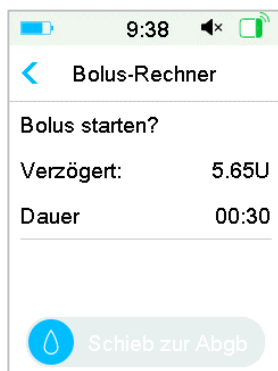 9:38
Bolus-Rechner
Bolus starten?
Verzögert: 5.65U
Dauer 00:30
Schieb zur Abgb